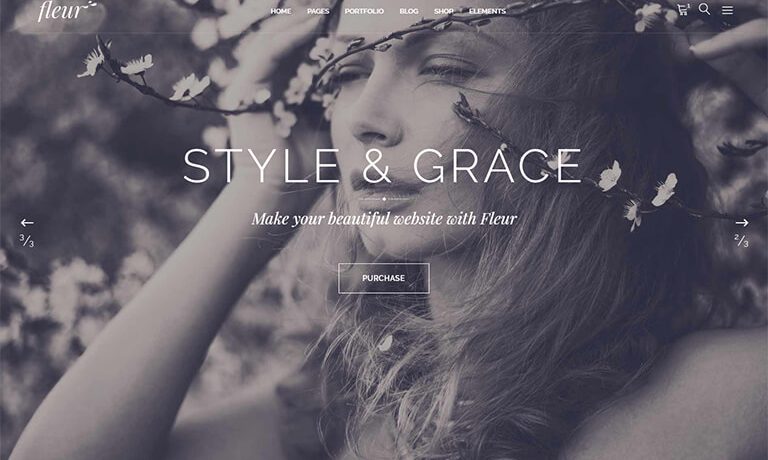 fleur
HOME PAGES PORTFOLIO BLOG SHOP ELEMENTS
1
STYLE & GRACE
Make your beautiful website with Fleur
3/3
2/3
PURCHASE